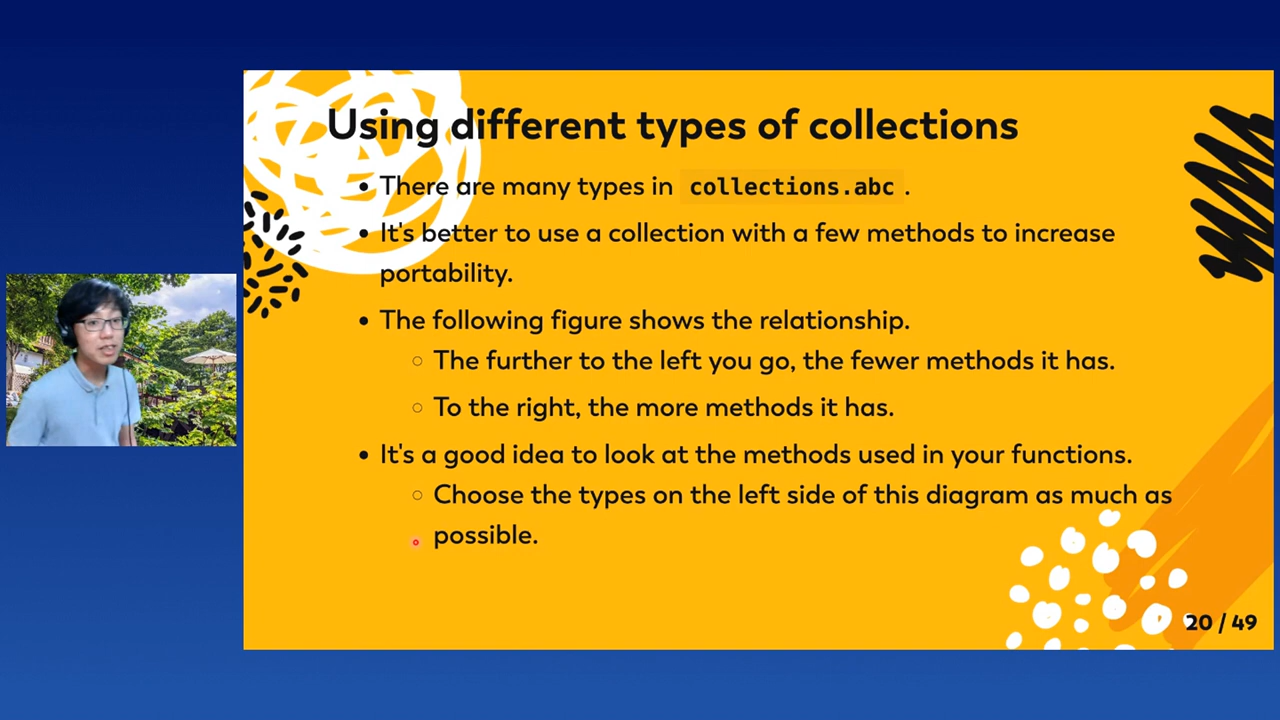 Using different types of collections
There are many types in collections.abc .
It's better to use a collection with a few methods to increase
portability.
The following figure shows the relationship.
The further to the left you go, the fewer methods it has.
To the right, the more methods it has.
It's a good idea to look at the methods used in your functions.
Choose the types on the left side of this diagram as much as
possible.
20 / 49